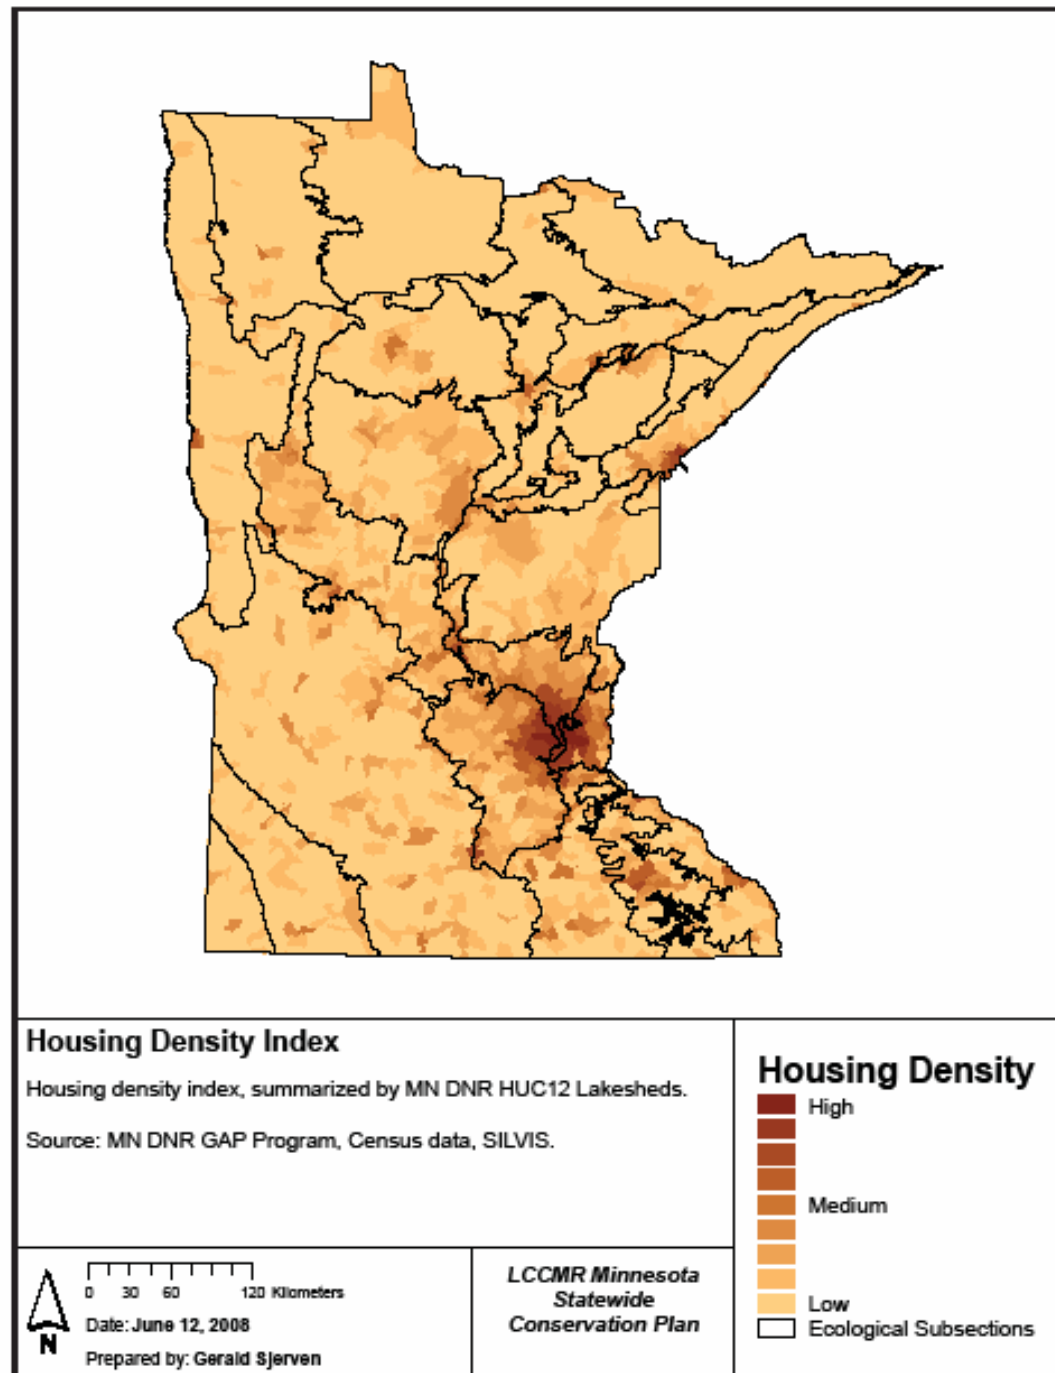 Housing Density Index
Housing density index, summarized by MN DNR HUC12 Lakesheds.
Source: MN DNR GAP Program, Census data, SILVIS.
Housing Density
High
Medium
Low
Ecological Subsections
0 30 60 120 Kilometers
N
Date: June 12, 2008
Prepared by: Gerald Sjerven
LCCMR Minnesota
Statewide
Conservation Plan